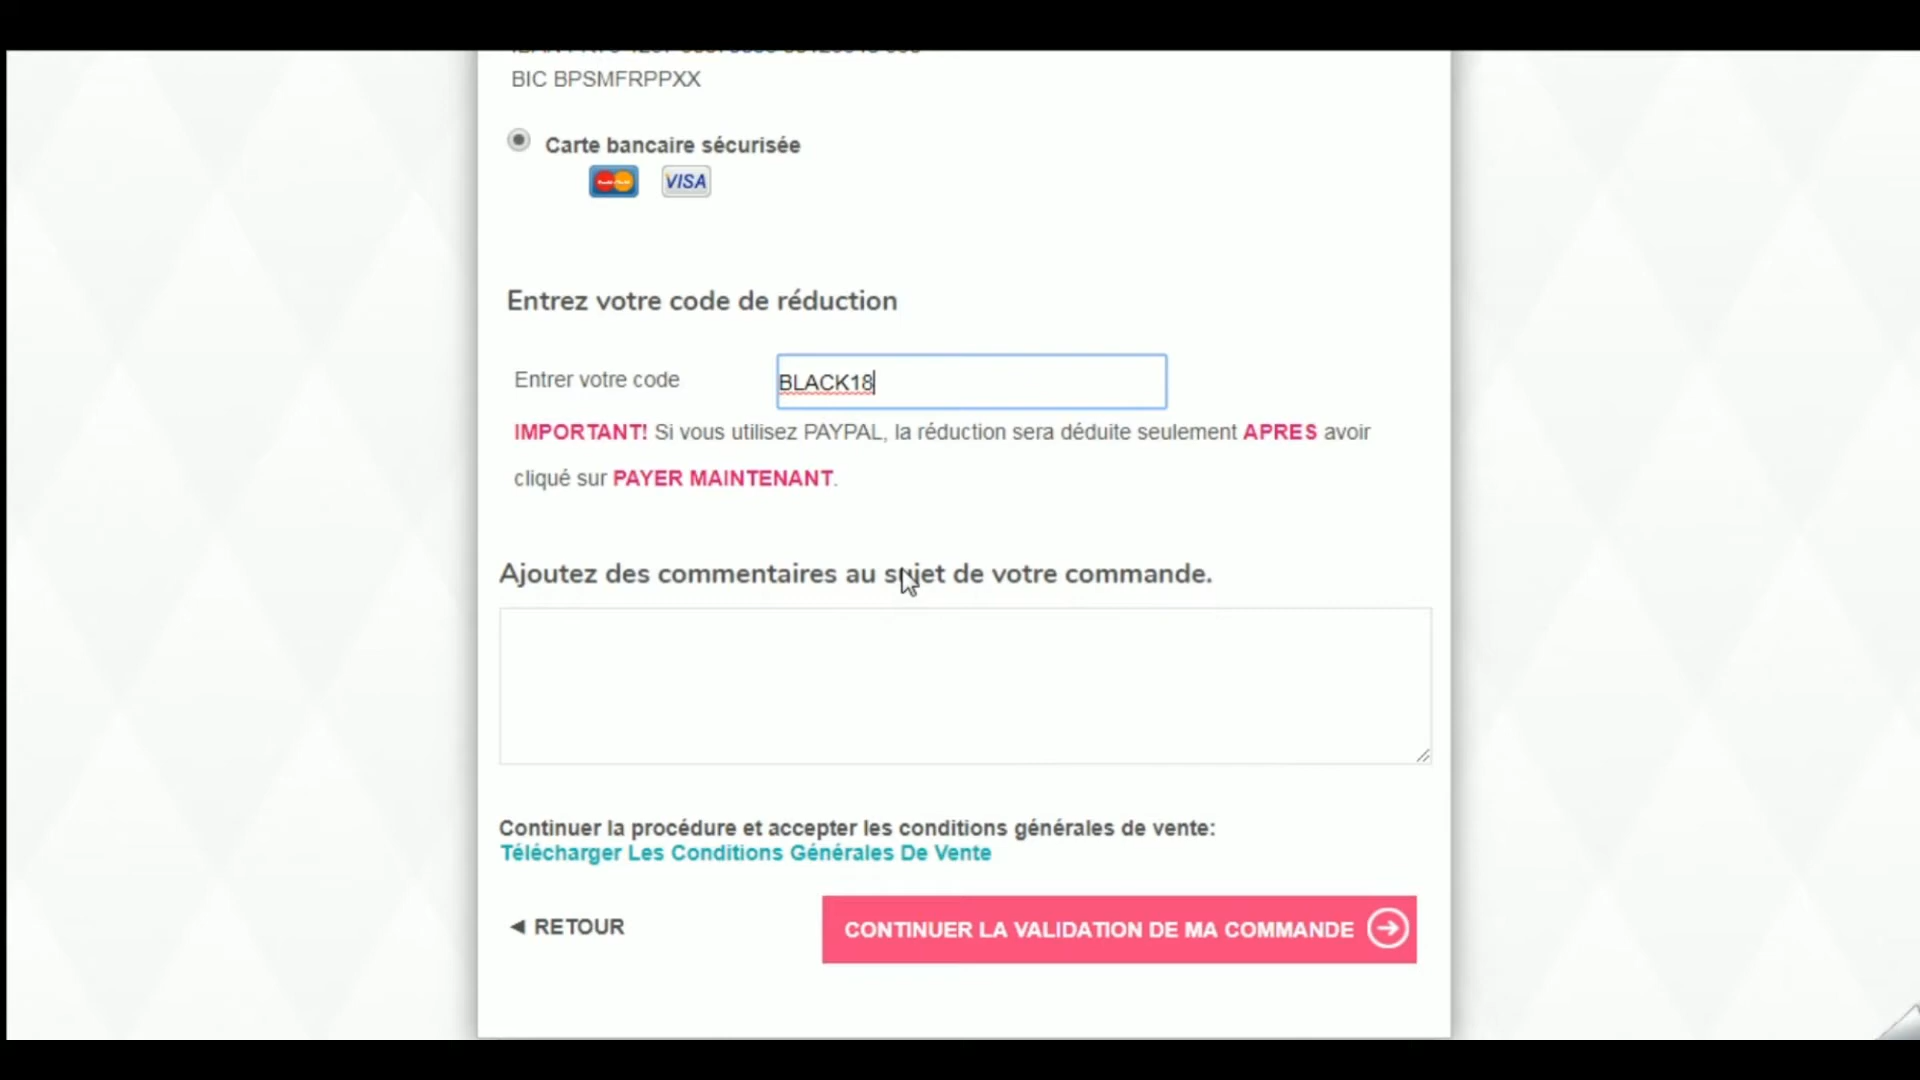 BIC BPSMFRPPXX
Carte bancaire sécurisée
VISA
Entrez votre code de réduction
Entrer votre code
BLACK18
IMPORTANT! Si vous utilisez PAYPAL, la réduction sera déduite seulement APRES avoir
cliqué sur PAYER MAINTENANT.
Ajoutez des commentaires au sujet de votre commande.
Continuer la procédure et accepter les conditions générales de vente:
Télécharger Les Conditions Générales De Vente
◄ RETOUR
CONTINUER LA VALIDATION DE MA COMMANDE